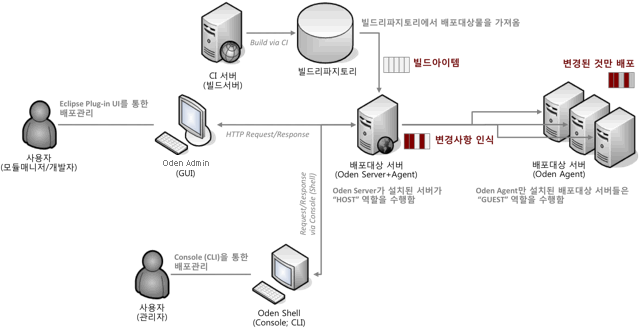 Build via CI
빌드리파지토리에서 배포대상물을 가져옴
CI 서버
(빌드서버)
빌드리파지토리
빌드아이템
변경된 것만 배포
Eclipse Plug-in UI를 통한
배포관리
HTTP Request/Response
변경사항 인식
사용자
(모듈매니저/개발자)
Oden Admin
(GUI)
배포대상 서버
(Oden Server+Agent)
배포대상 서버
(Oden Agent)
Oden Server가 설치된 서버가
"HOST" 역할을 수행함
Oden Agent만 설치된 배포대상 서버들은
"GUEST" 역할을 수행함
Request/Response
via Console (Shell)
Console (CLI)을 통한
배포관리
사용자
(관리자)
Oden Shell
(Console; CLI)